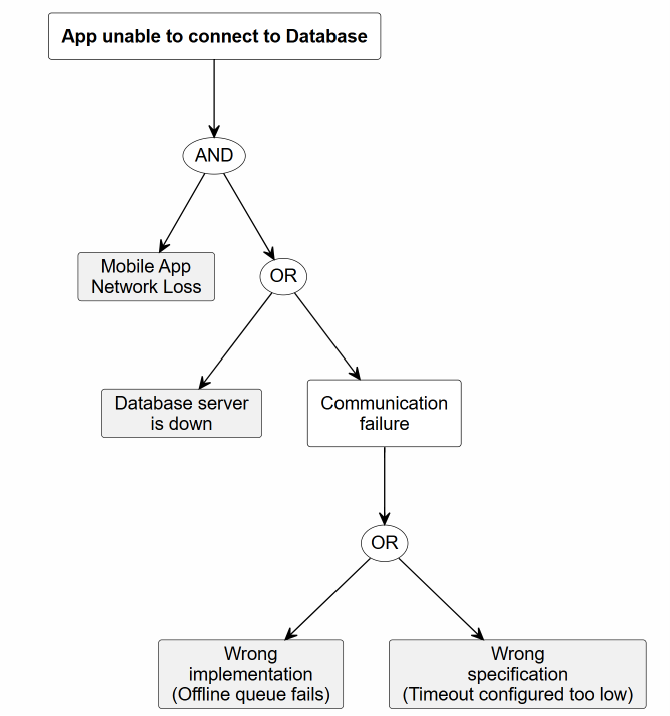 App unable to connect to Database
AND
Mobile App
Network Loss
OR
Database server
is down
Communication
failure
OR
Wrong
implementation
(Offline queue fails)
Wrong
specification
(Timeout configured too low)